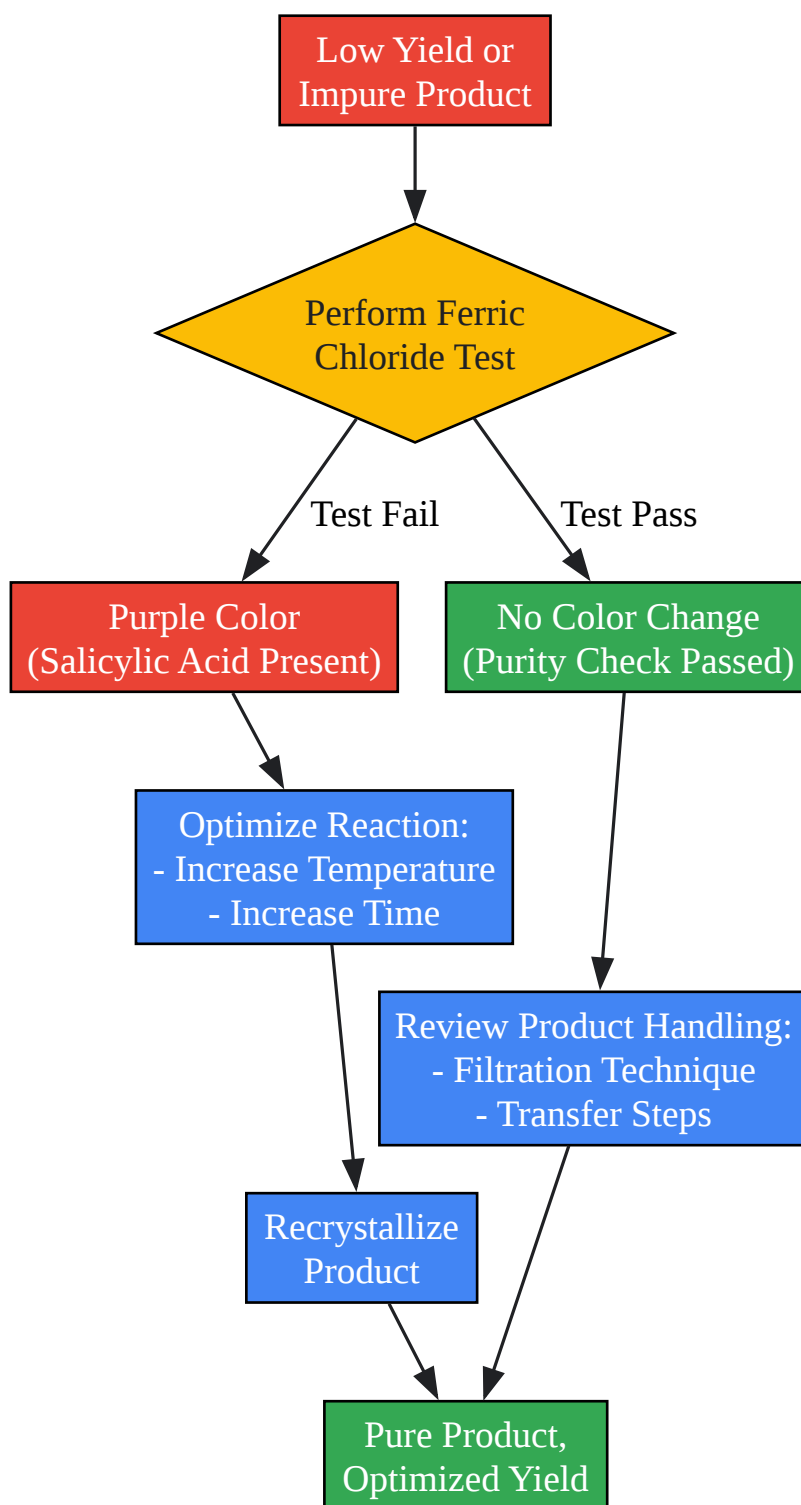 Low Yield or
Impure Product
Perform Ferric
Chloride Test
Test Fail
Test Pass
Purple Color
(Salicylic Acid Present)
No Color Change
(Purity Check Passed)
Optimize Reaction:
- Increase Temperature
- Increase Time
Review Product Handling:
- Filtration Technique
- Transfer Steps
Recrystallize
Product
Pure Product,
Optimized Yield